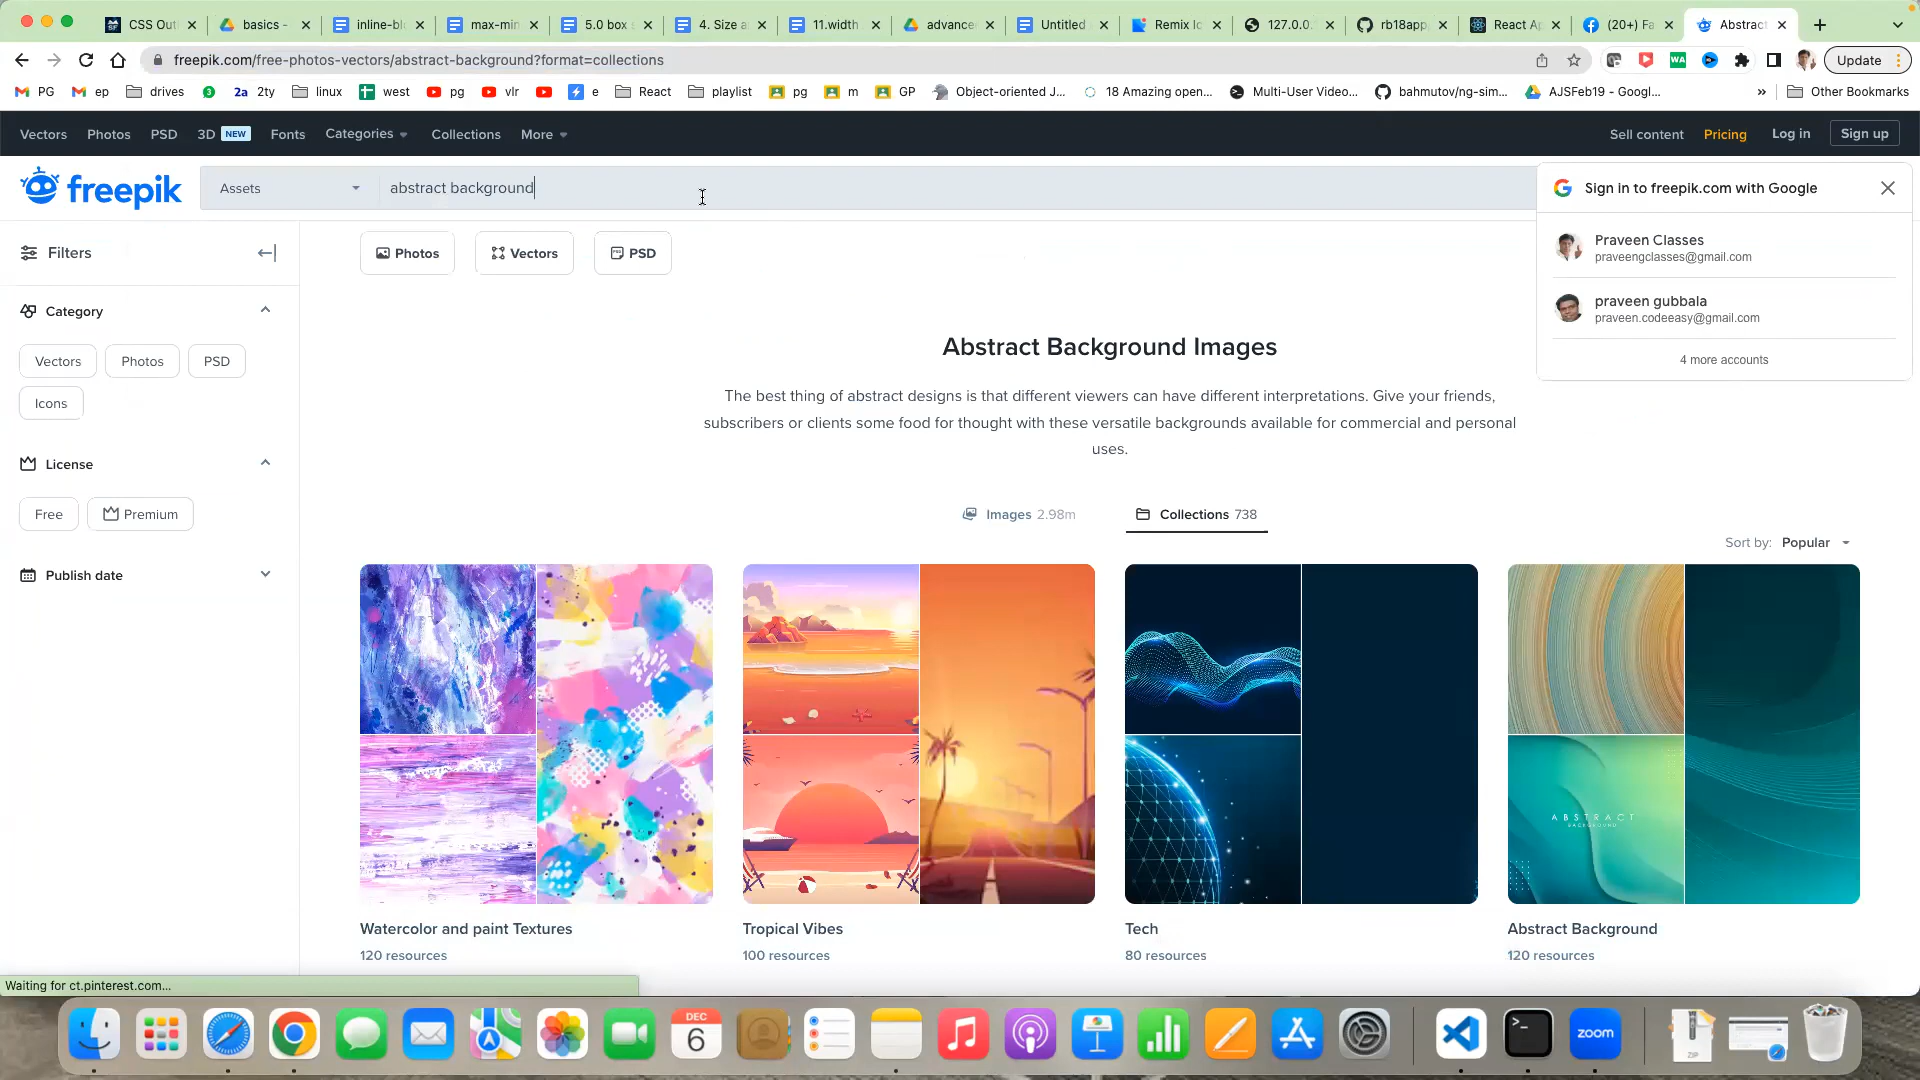 CSS Out
basics -
inline-bl
max-min
5.0 box s
4. Size a
11.width
advance
Untitled
Remix Ic
127.0.0.
rb18app
React Ap
(20+) Fa
Abstrac
freepik.com/free-photos-vectors/abstract-background?format=collections
Update
PG
ep
drives
2a 2ty
linux
west
pg
vlr
e
React
playlist
pg
m
GP
Object-oriented J...
18 Amazing open...
Multi-User Video...
bahmutov/ng-sim...
AJSFeb19 - Googl...
»
Other Bookmarks
Vectors
Photos
PSD
3D NEW
Fonts
Categories
Collections
More
Sell content
Pricing
Log in
Sign up
freepik
Assets
abstract background
Sign in to freepik.com with Google
Praveen Classes
praveengclasses@gmail.com
praveen gubbala
praveen.codeeasy@gmail.com
4 more accounts
Filters
Photos
Vectors
PSD
Category
Vectors
Photos
PSD
Icons
License
Free
Premium
Publish date
Abstract Background Images
The best thing of abstract designs is that different viewers can have different interpretations. Give your friends,
subscribers or clients some food for thought with these versatile backgrounds available for commercial and personal
uses.
Images 2.98m
Collections 738
Sort by: Popular
ABSTRACT
BACKGROUND
Watercolor and paint Textures
120 resources
Tropical Vibes
100 resources
Tech
80 resources
Abstract Background
120 resources
Waiting for ct.pinterest.com...
DEC
6
zoom
ZIP